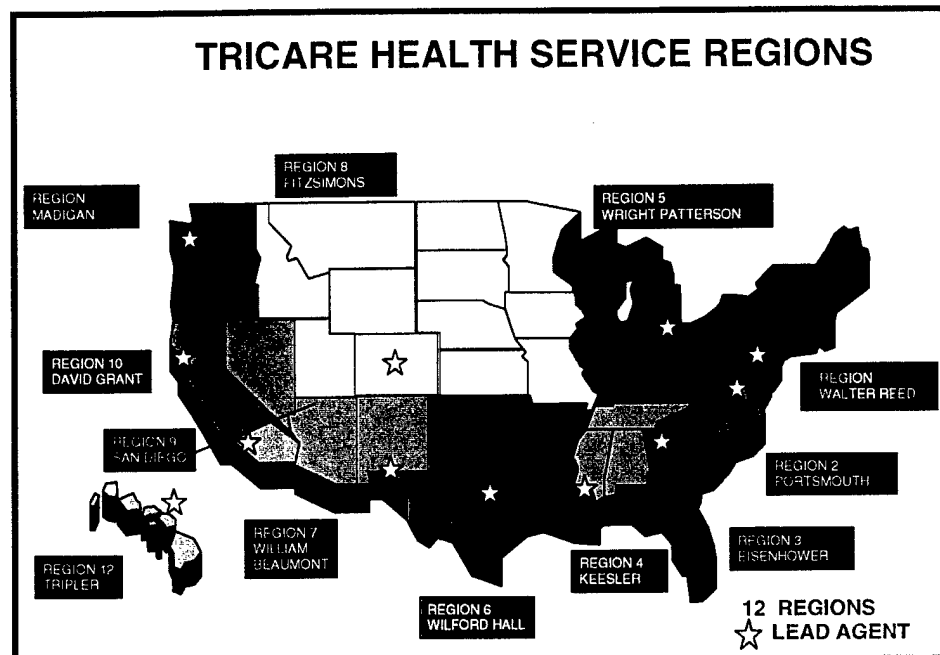 TRICARE HEALTH SERVICE REGIONS
REGION 8
FITZSIMONS
REGION
MADIGAN
REGION 5
WRIGHT PATTERSON
REGION 10
DAVID GRANT
REGION
WALTER REED
REGION 9
SAN DIEGO
REGION 2
PORTSMOUTH
REGION 7
WILLIAM
BEAUMONT
REGION 3
EISENHOWER
REGION 4
KEESLER
REGION 12
TRIPLER
REGION 6
WILFORD HALL
12 REGIONS
LEAD AGENT